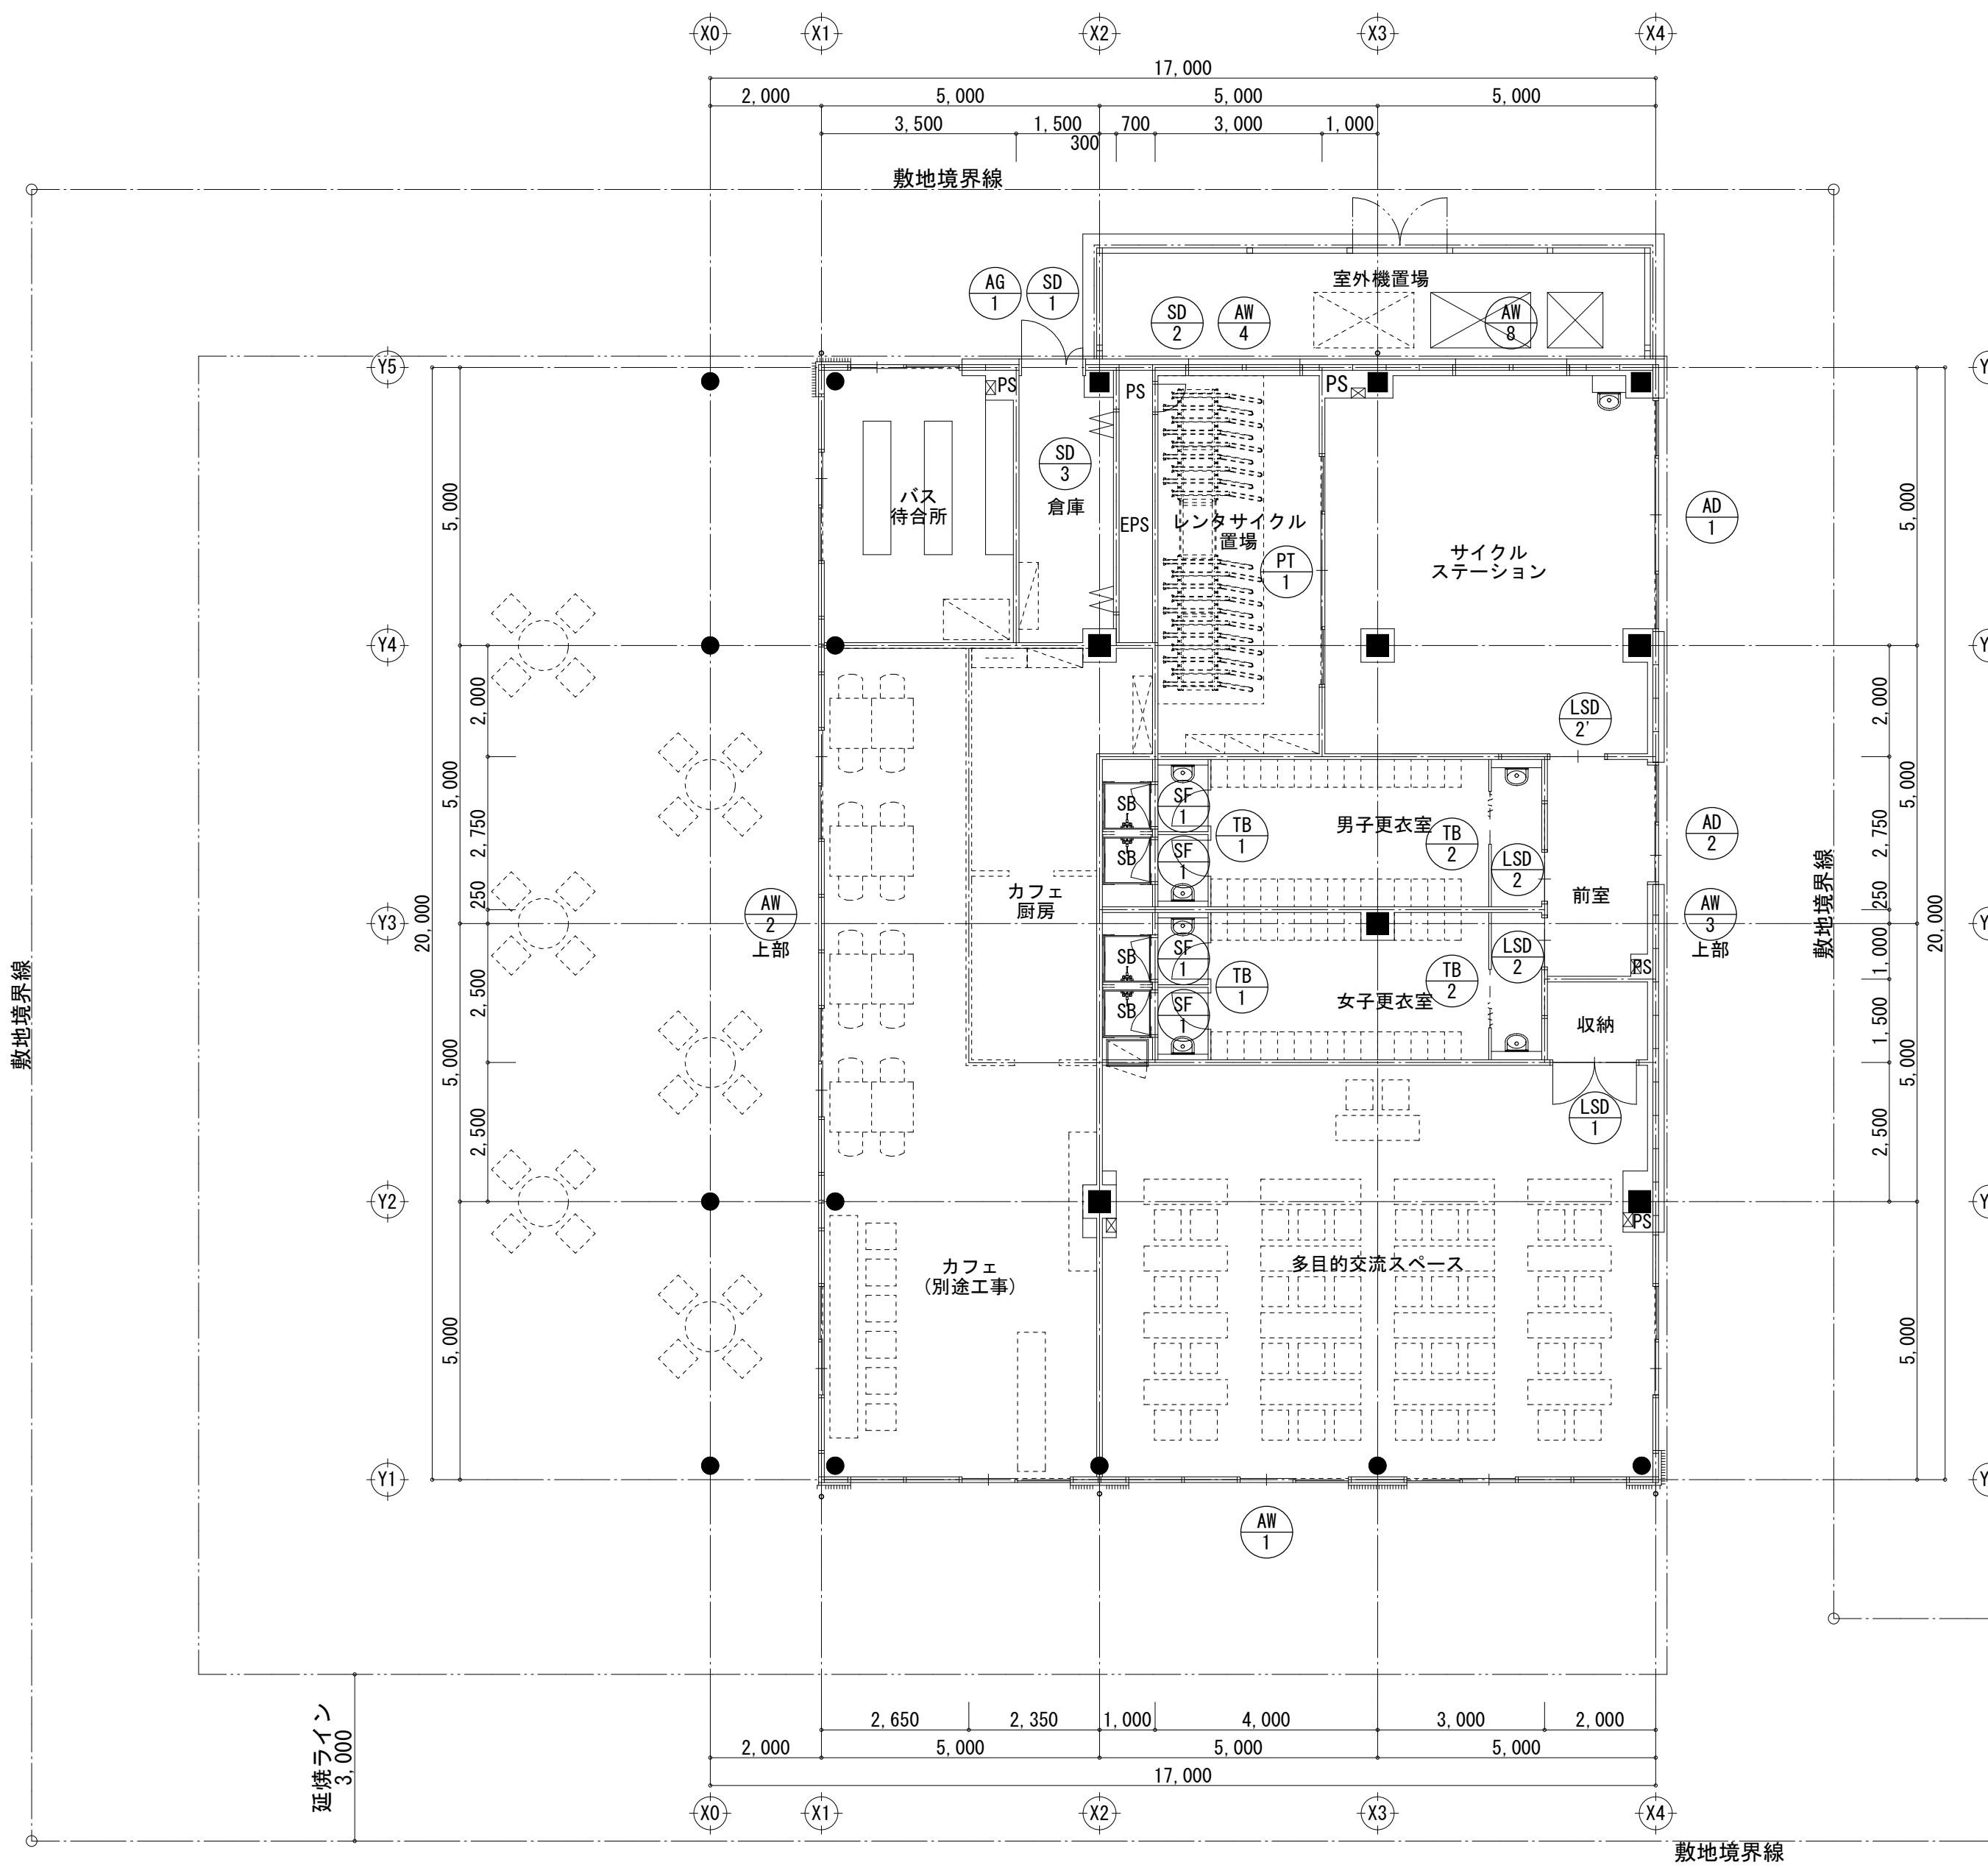 X0 X1 X2 X3 X4
17,000
2,000 5,000 5,000 5,000
3,500 1,500 700 3,000 1,000
300
敷地境界線
室外機置場
AG
1
SD
1
SD
2
AW
4
AW
8
Y5
PS
PS
PS
SD
3
倉庫
バス
待合所
EPS
レンタサイクル
置場
PT
1
サイクル
ステーション
AD
1
5,000
5,000
Y4
2,000
2,000
LSD
2'
5,000
5,000
2,750
2,750
SB
SF
1
TB
1
男子更衣室
TB
2
AD
2
SB
SF
1
LSD
2
250
250
カフェ
厨房
前室
AW
2
上部
AW
3
上部
Y3
20,000
20,000
敷地境界線
敷地境界線
SB
SF
1
TB
1
女子更衣室
TB
2
LSD
2
PS
1,000
2,500
SB
SF
1
収納
1,500
5,000
5,000
LSD
1
2,500
2,500
Y2
PS
カフェ
(別途工事)
多目的交流スペース
5,000
5,000
Y1
AW
1
延焼ライン
3,000
2,650 2,350 1,000 4,000 3,000 2,000
2,000 5,000 5,000 5,000
17,000
X0 X1 X2 X3 X4
敷地境界線